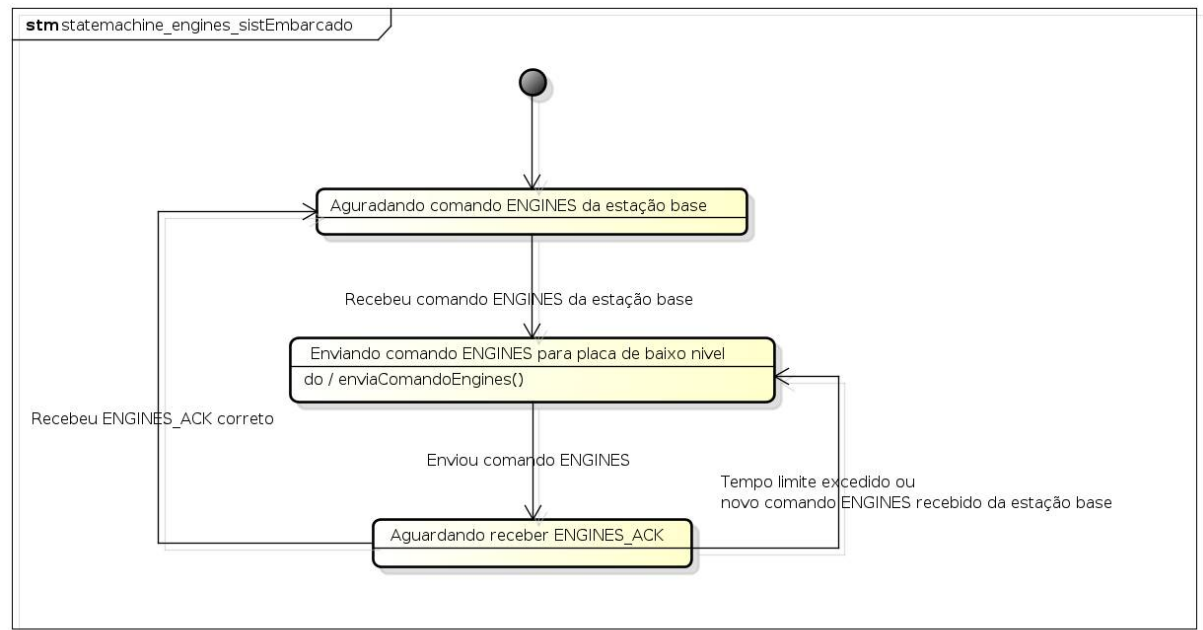 stm statemachine_engines_sistEmbarcado
Aguradando comando ENGINES da estação base
Recebeu comando ENGINES da estação base
Enviando comando ENGINES para placa de baixo nivel
do / enviaComandoEngines()
Recebeu ENGINES_ACK correto
Enviou comando ENGINES
Tempo limite excedido ou
novo comando ENGINES recebido da estação base
Aguardando receber ENGINES_ACK